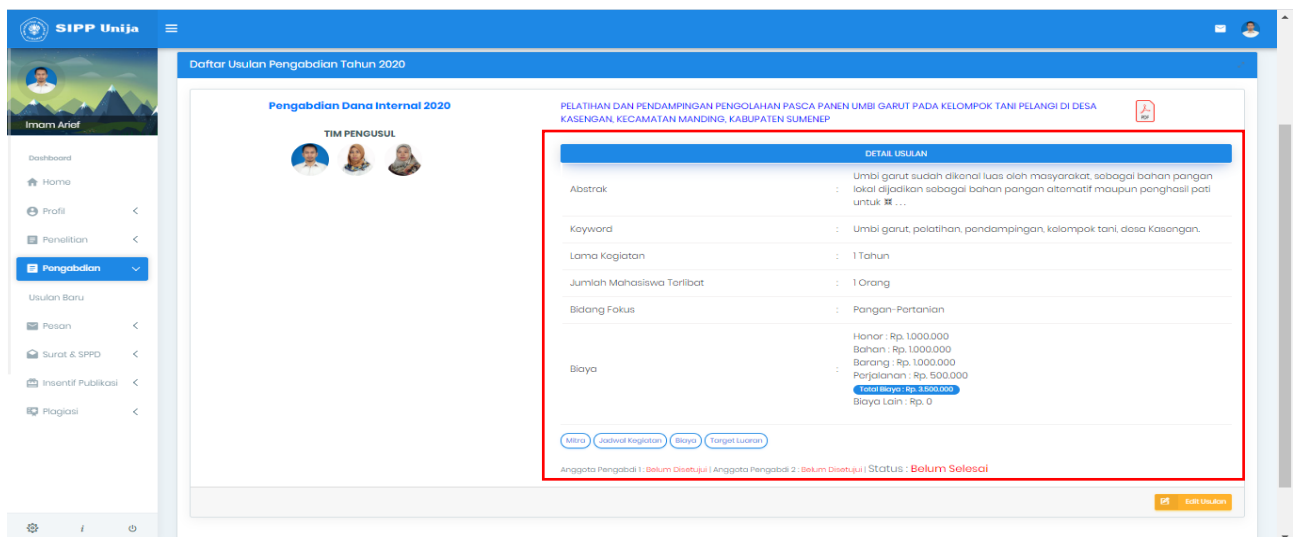 SIPP Unija
Daftar Usulan Pengabdian Tahun 2020
Imam Arief
Dashboard
Home
Profil
Penelitian
Pengabdian
Usulan Baru
Pesan
Surat & SPPD
Insentif Publikasi
Plagiasi
Pengabdian Dana Internal 2020
TIM PENGUSUL
PELATIHAN DAN PENDAMPINGAN PENGOLAHAN PASCA PANEN UMBI GARUT PADA KELOMPOK TANI PELANGI DI DESA
KASENGAN, KECAMATAN MANDING, KABUPATEN SUMENEP
PDF
DETAIL USULAN
Abstrak : Umbi garut sudah dikenal luas oleh masyarakat, sebagai bahan pangan
lokal dijadikan sebagai bahan pangan alternatif maupun penghasil pati
untuk ...
Keyword : Umbi garut, pelatihan, pendampingan, kelompok tani, desa Kasengan.
Lama Kegiatan : 1 Tahun
Jumlah Mahasiswa Terlibat : 1 Orang
Bidang Fokus : Pangan-Pertanian
Biaya : Honor : Rp. 1.000.000
Bahan : Rp. 1.000.000
Barang : Rp. 1.000.000
Perjalanan : Rp. 500.000
Total Biaya : Rp. 3.500.000
Biaya Lain : Rp. 0
Mitra Jadwal Kegiatan Biaya Target Luaran
Anggota Pengabdi 1 : Belum Disetujui | Anggota Pengabdi 2 : Belum Disetujui | Status : Belum Selesai
Edit Usulan